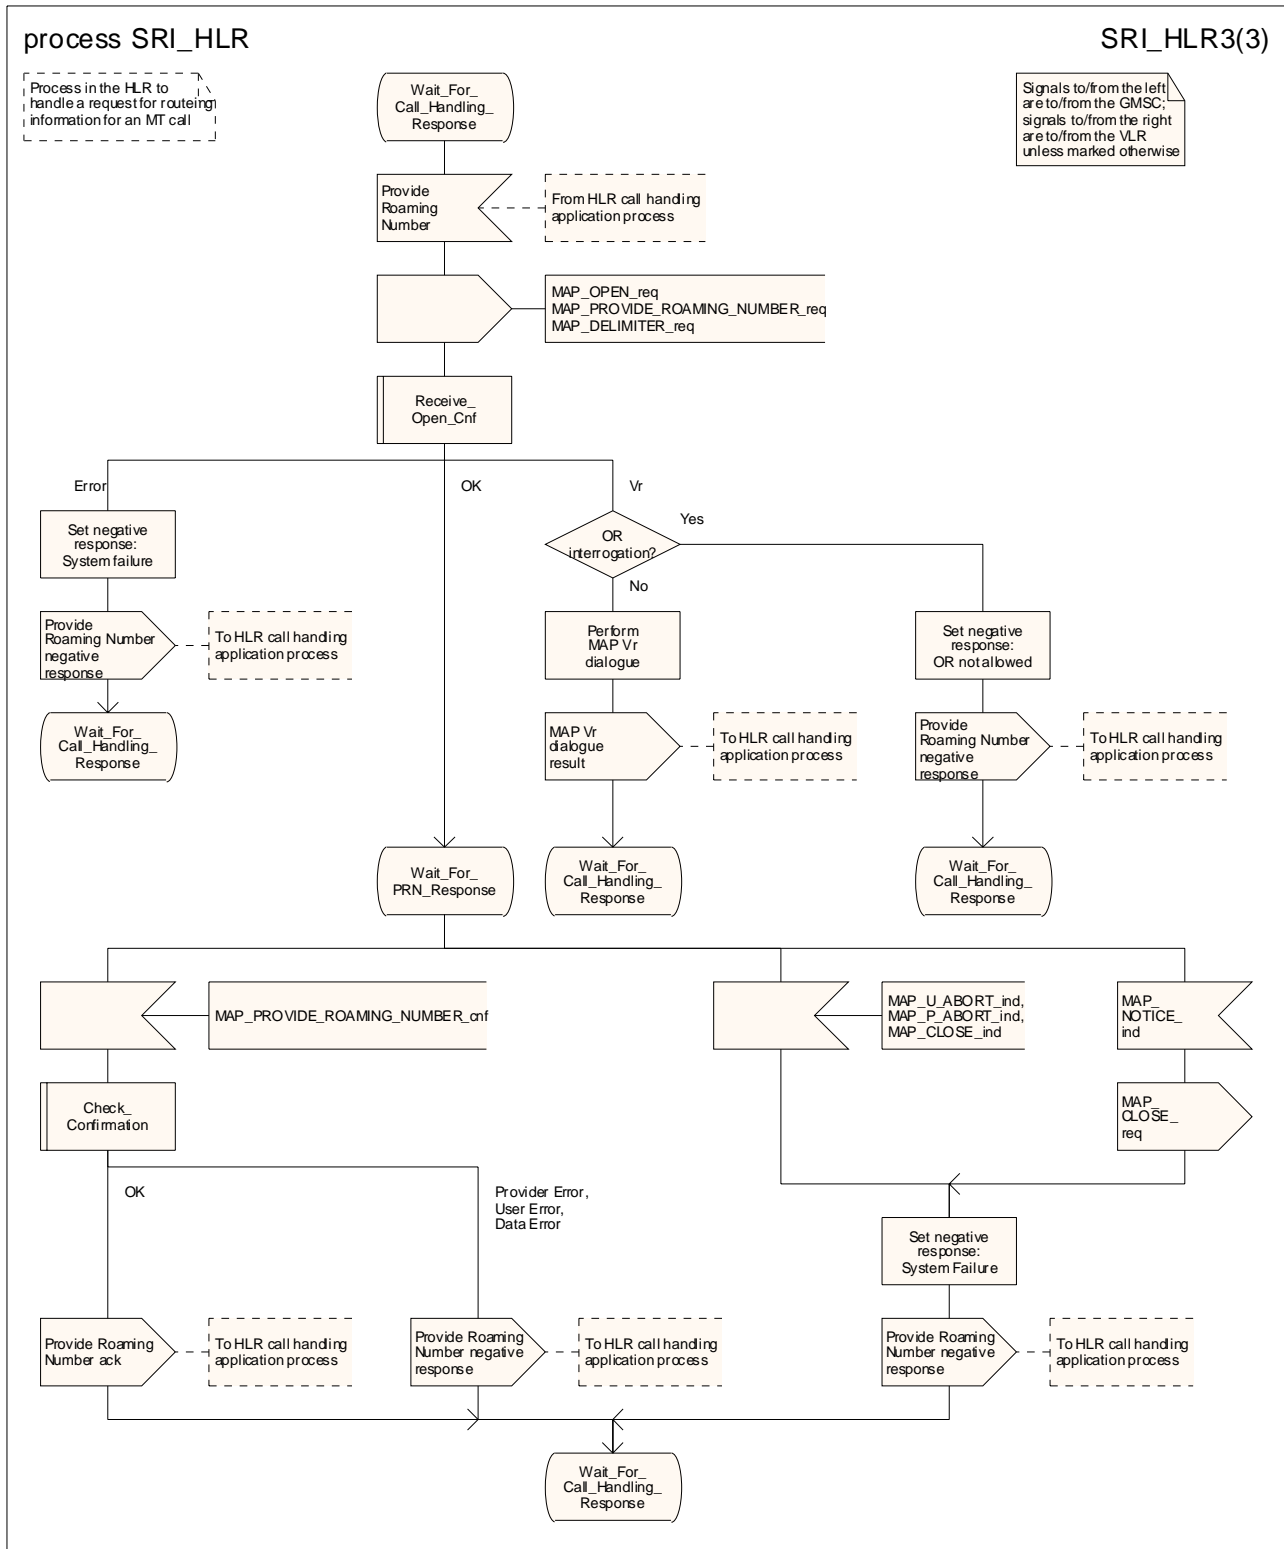 process SRI_HLR
SRI_HLR3(3)
Process in the HLR to
handle a request for routeing
information for an MT call
Signals to/from the left
are to/from the GMSC;
signals to/from the right
are to/from the VLR
unless marked otherwise
Wait_For_
Call_Handling_
Response
Provide
Roaming
Number
From HLR call handling
application process
MAP_OPEN_req
MAP_PROVIDE_ROAMING_NUMBER_req
MAP_DELIMITER_req
Receive_
Open_Cnf
Error
OK
Vr
Set negative
response:
System failure
OR
interrogation?
Yes
No
Provide
Roaming Number
negative
response
To HLR call handling
application process
Perform
MAP Vr
dialogue
Set negative
response:
OR not allowed
Wait_For_
Call_Handling_
Response
MAP Vr
dialogue
result
To HLR call handling
application process
Provide
Roaming Number
negative
response
To HLR call handling
application process
Wait_For_
PRN_Response
Wait_For_
Call_Handling_
Response
Wait_For_
Call_Handling_
Response
MAP_PROVIDE_ROAMING_NUMBER_cnf
MAP_U_ABORT_ind,
MAP_P_ABORT_ind,
MAP_CLOSE_ind
MAP_
NOTICE_
ind
Check_
Confirmation
MAP_
CLOSE_
req
OK
Provider Error,
User Error,
Data Error
Set negative
response:
System Failure
Provide Roaming
Number ack
To HLR call handling
application process
Provide Roaming
Number negative
response
To HLR call handling
application process
Provide Roaming
Number negative
response
To HLR call handling
application process
Wait_For_
Call_Handling_
Response